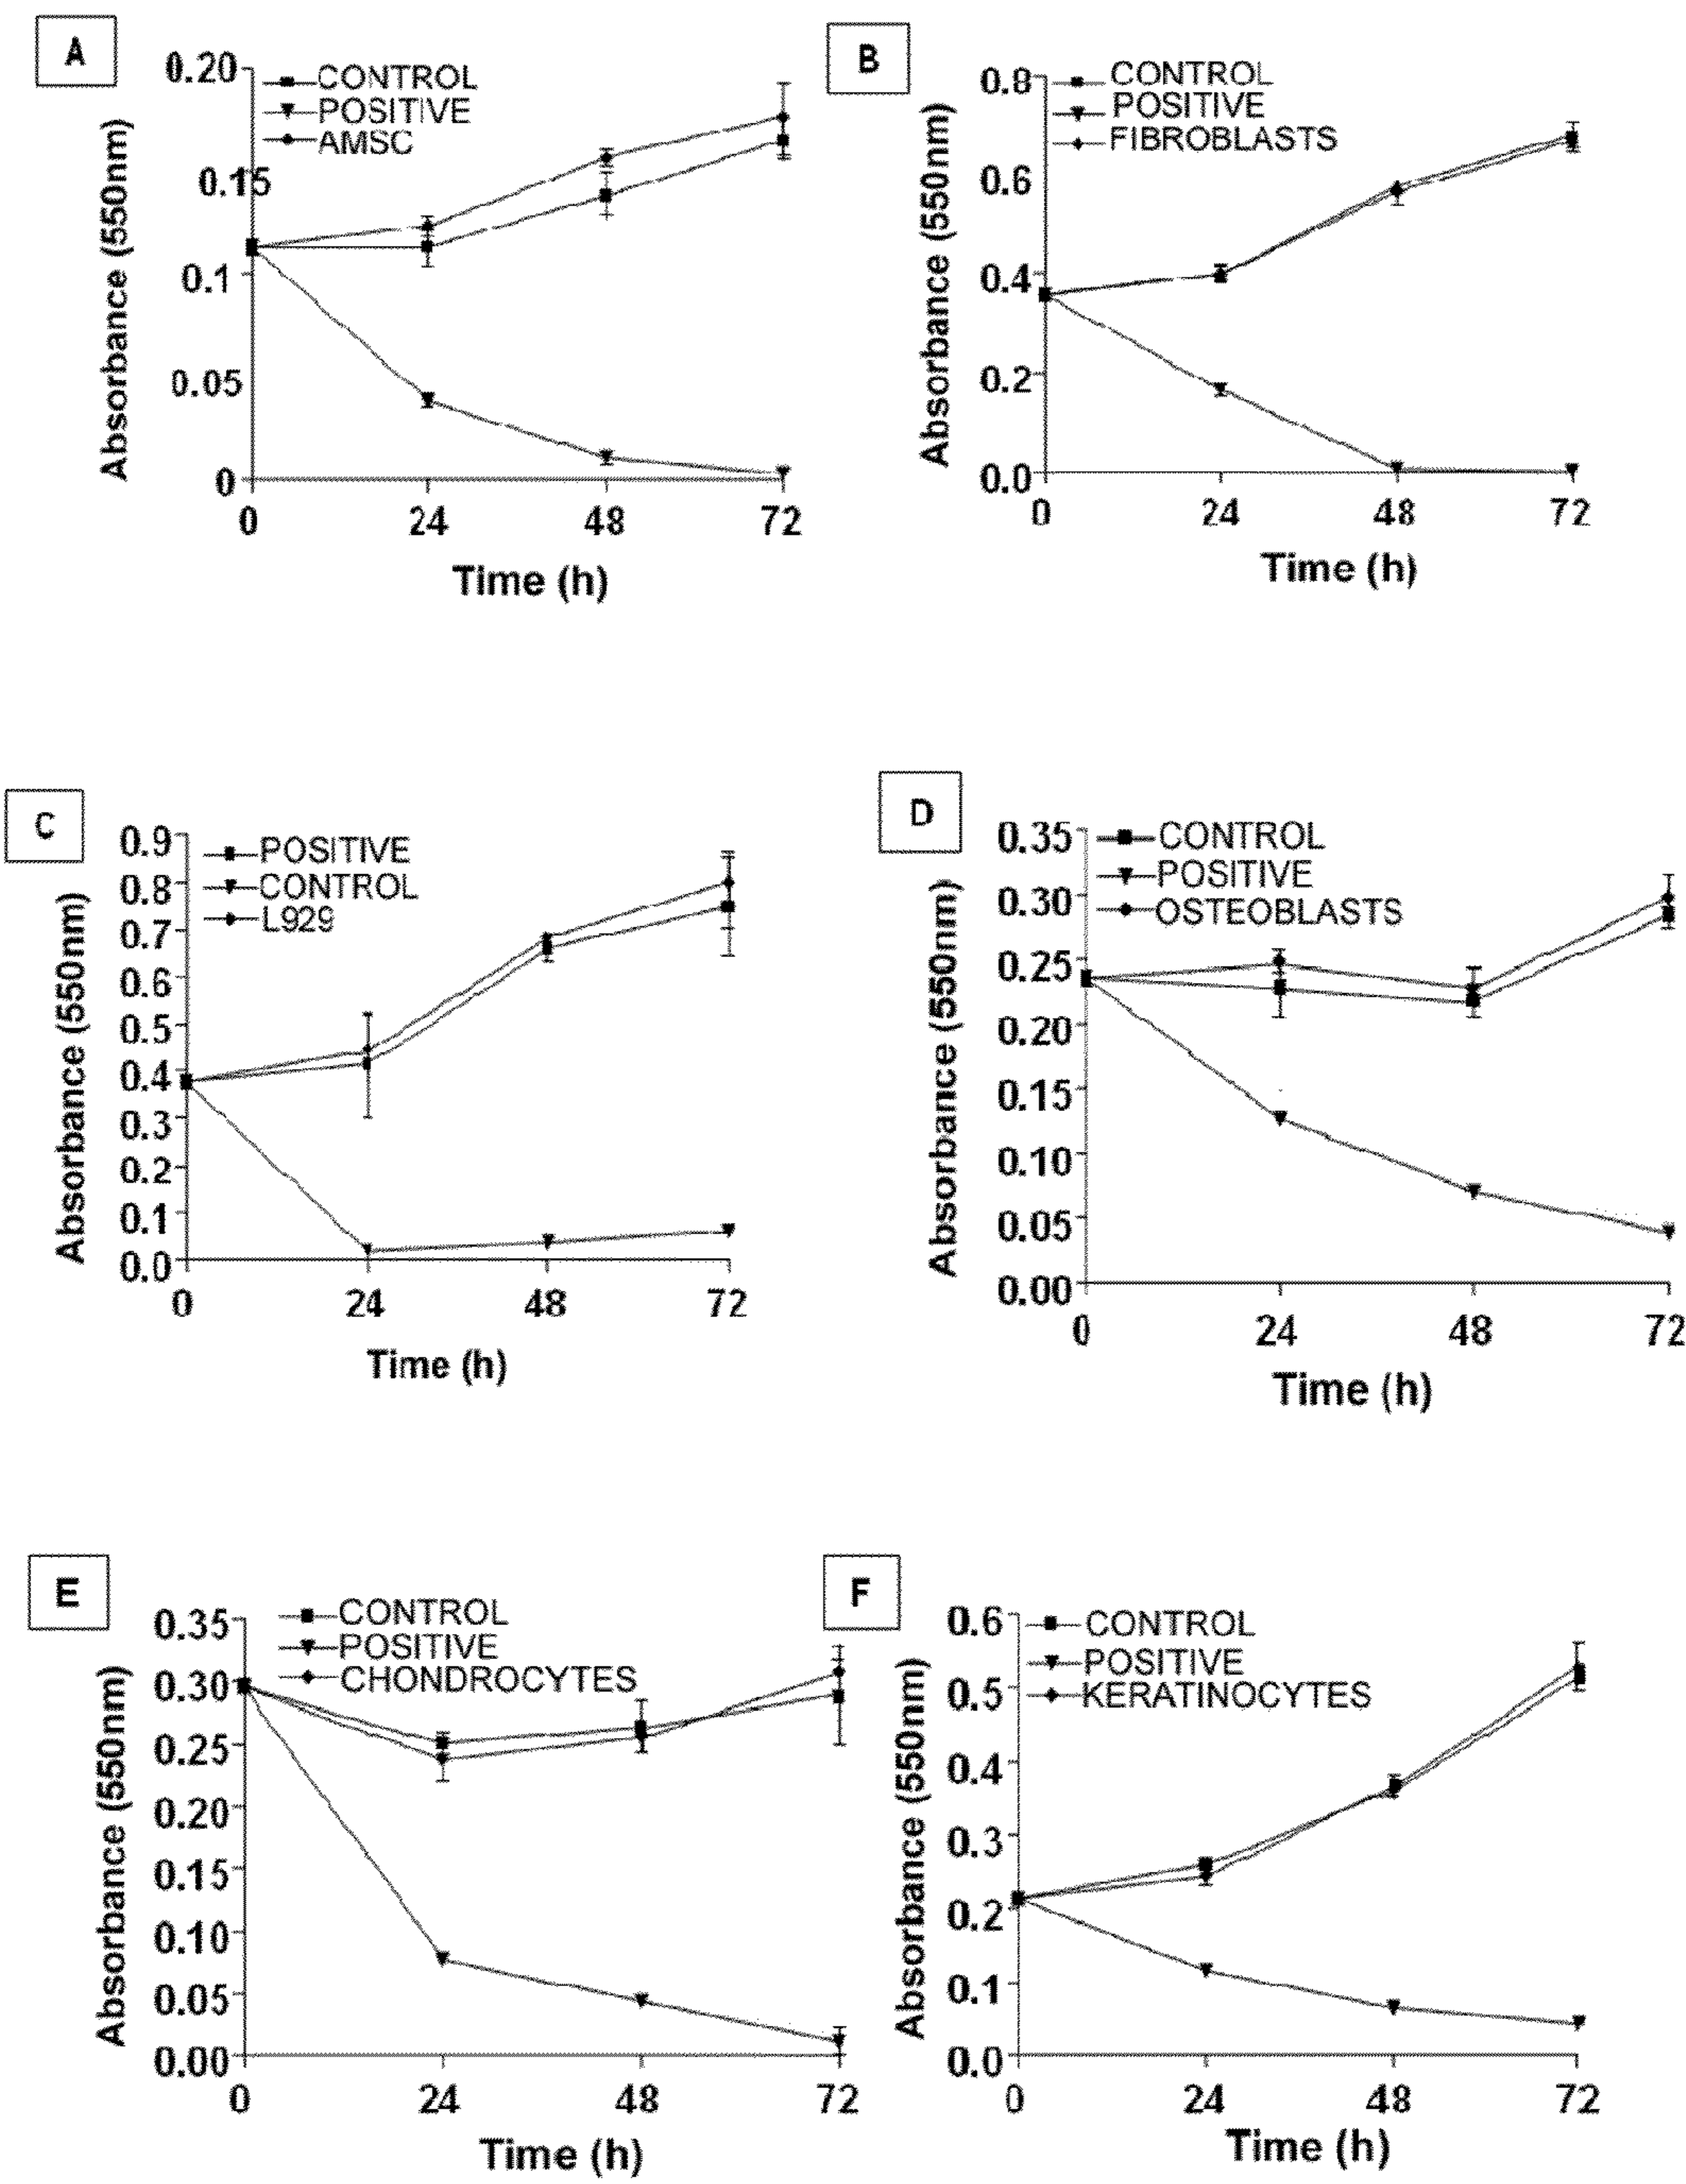 A
0.20
CONTROL
POSITIVE
AMSC
0.15
0.1
0.05
0
0 24 48 72
Time (h)
Absorbance (550nm)
B
0.8
CONTROL
POSITIVE
FIBROBLASTS
0.6
0.4
0.2
0.0
0 24 48 72
Time (h)
Absorbance (550nm)
C
0.9
POSITIVE
0.8
CONTROL
L929
0.7
0.6
0.5
0.4
0.3
0.2
0.1
0.0
0 24 48 72
Time (h)
Absorbance (550nm)
D
0.35
CONTROL
POSITIVE
0.30
OSTEOBLASTS
0.25
0.20
0.15
0.10
0.05
0.00
0 24 48 72
Time (h)
Absorbance (550nm)
E
0.35
CONTROL
POSITIVE
CHONDROCYTES
0.30
0.25
0.20
0.15
0.10
0.05
0.00
0 24 48 72
Time (h)
Absorbance (550nm)
F
0.6
CONTROL
POSITIVE
KERATINOCYTES
0.5
0.4
0.3
0.2
0.1
0.0
0 24 48 72
Time (h)
Absorbance (550nm)